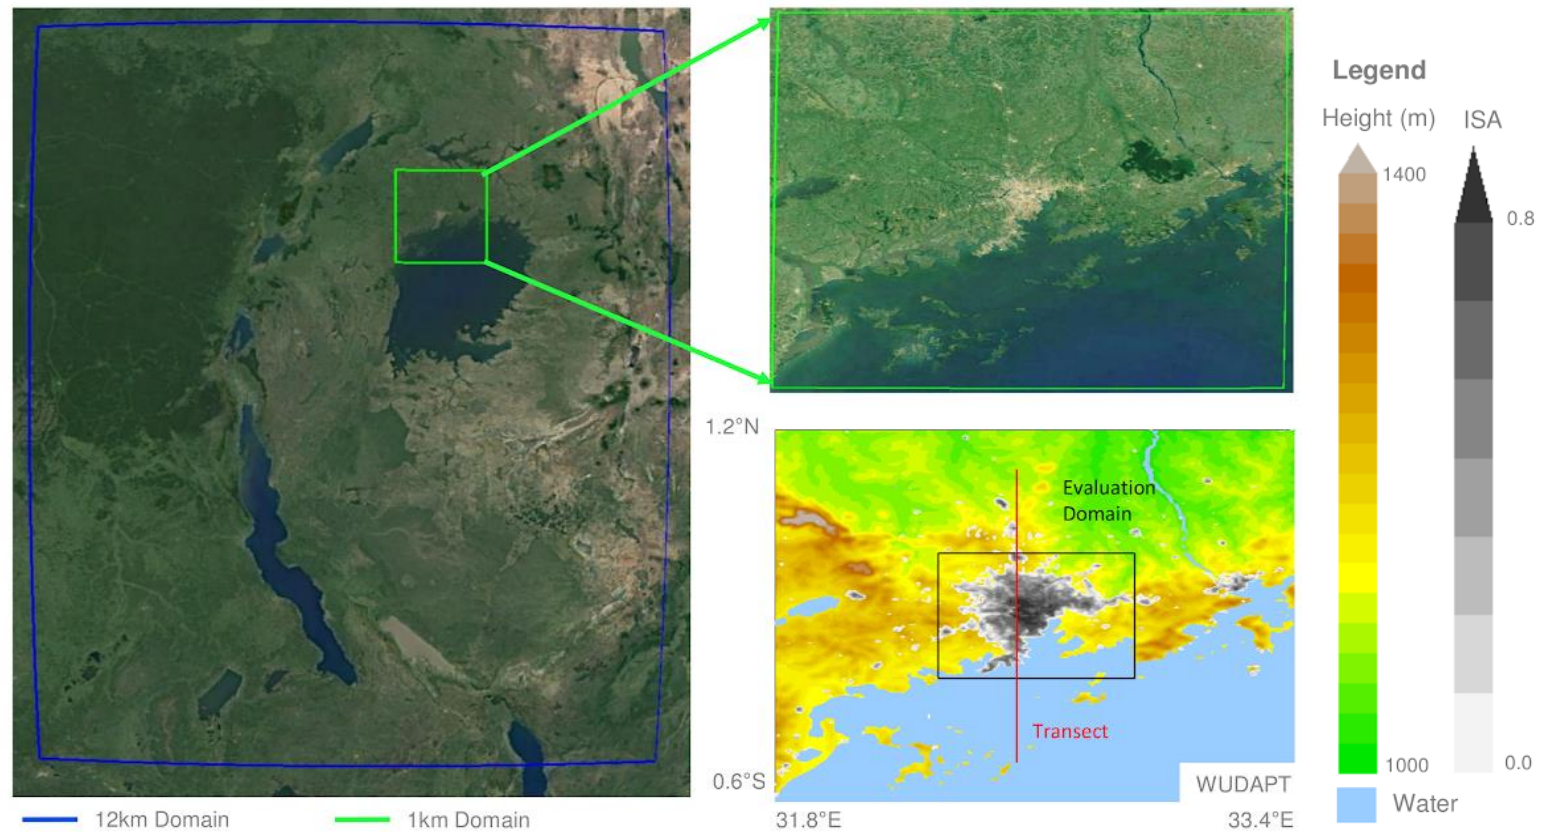 Legend
Height (m)
ISA
1400
0.8
1.2°N
Evaluation
Domain
Transect
0.6°S
WUDAPT
1000
0.0
Water
12km Domain
1km Domain
31.8°E
33.4°E